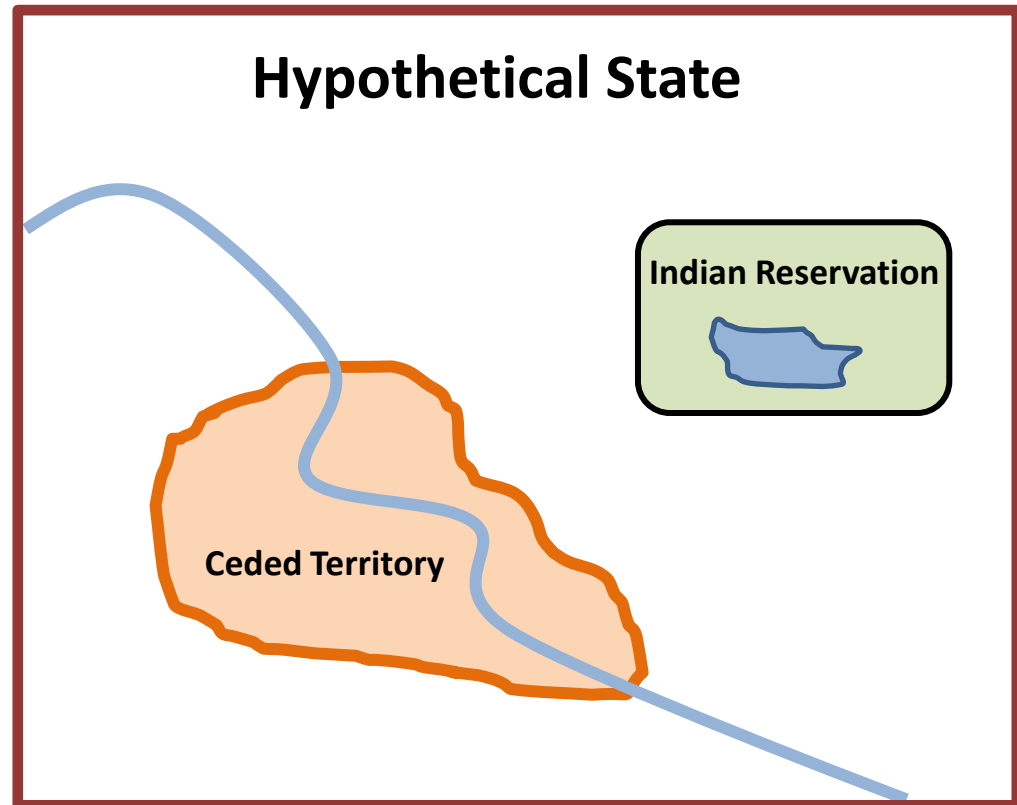 Hypothetical State
Indian Reservation
Ceded Territory